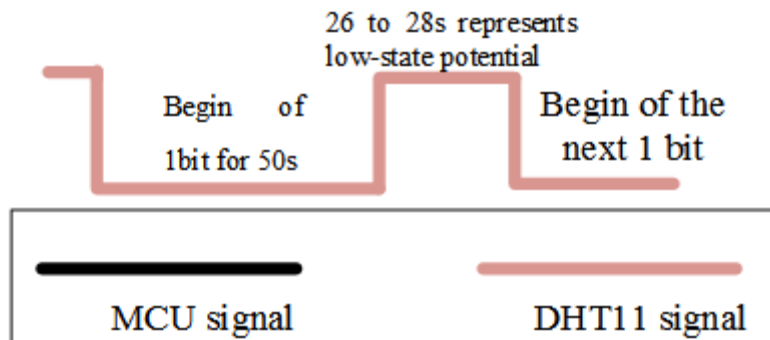 26 to 28s represents
low-state potential
Begin of
1bit for 50s
Begin of the
next 1 bit
MCU signal
DHT11 signal